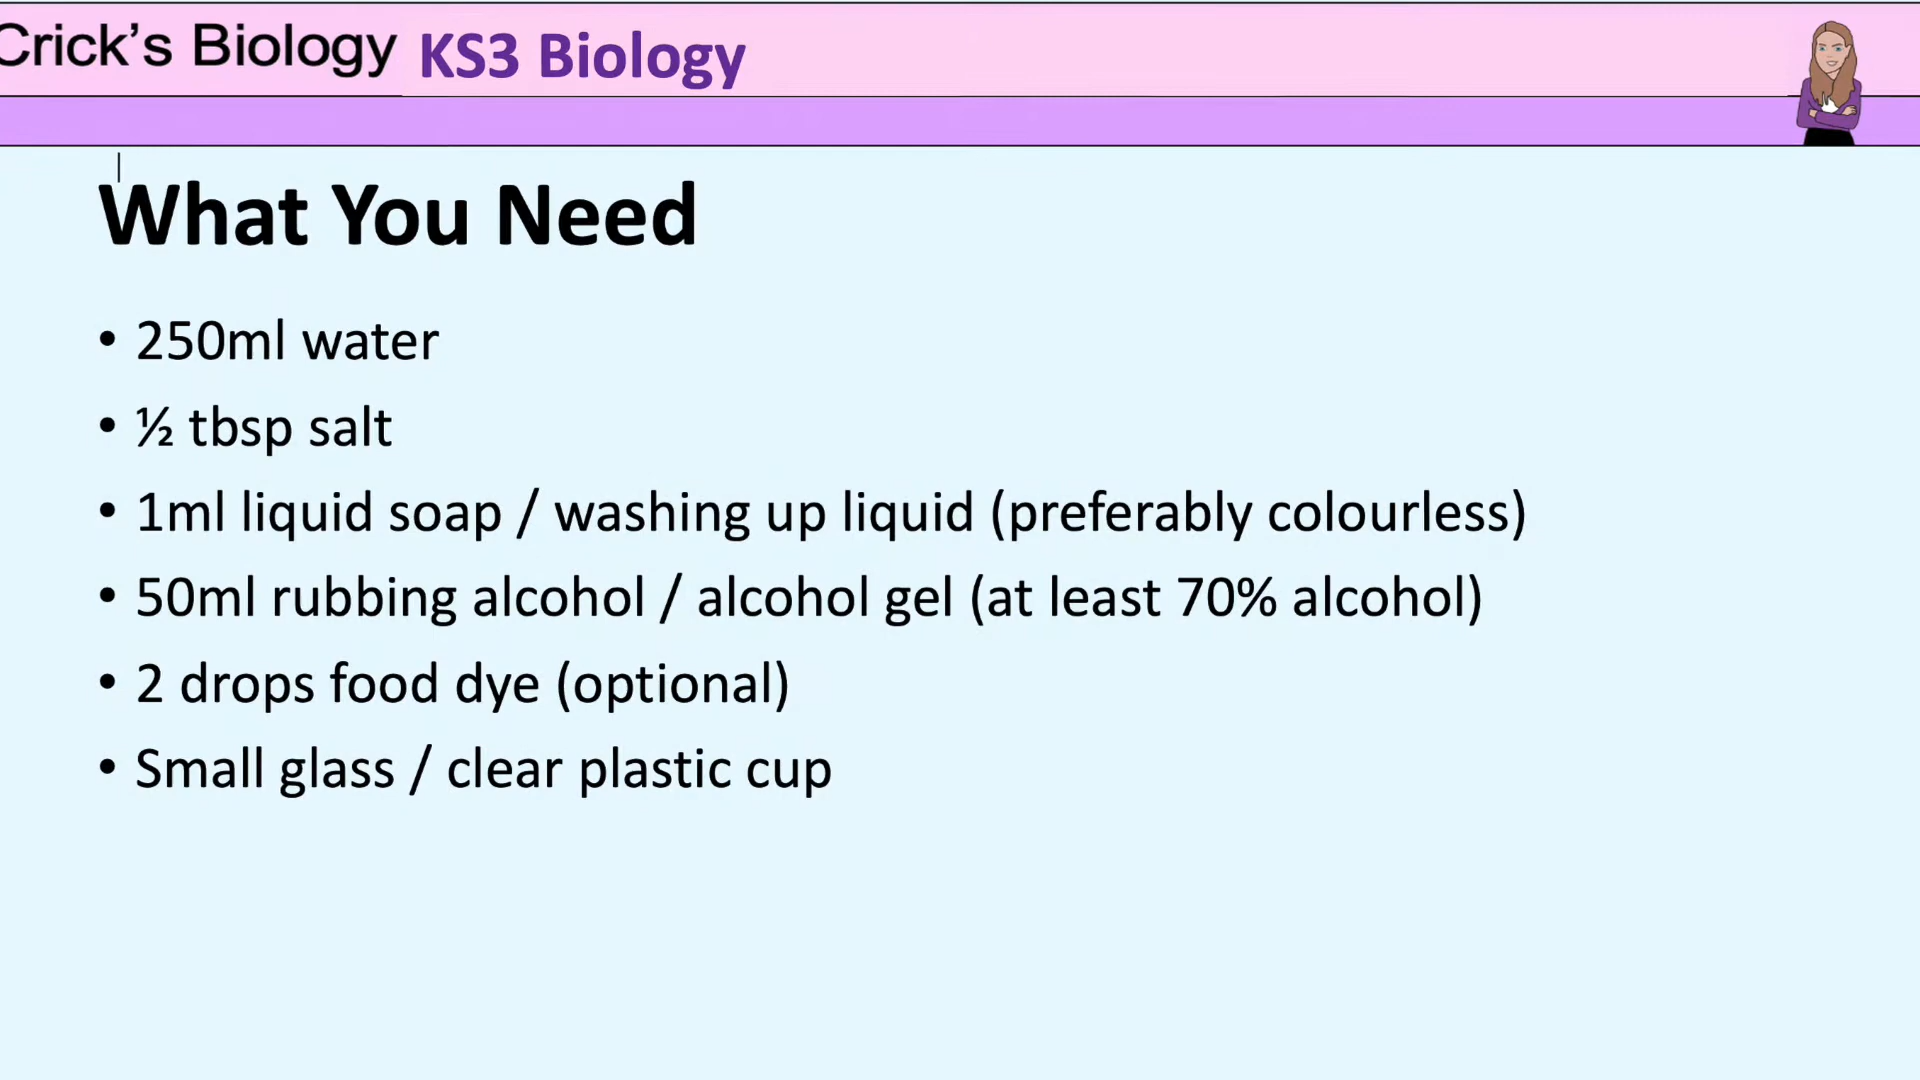 Crick's Biology KS3 Biology
What You Need
• 250ml water
• ½ tbsp salt
• 1ml liquid soap / washing up liquid (preferably colourless)
• 50ml rubbing alcohol / alcohol gel (at least 70% alcohol)
• 2 drops food dye (optional)
• Small glass / clear plastic cup